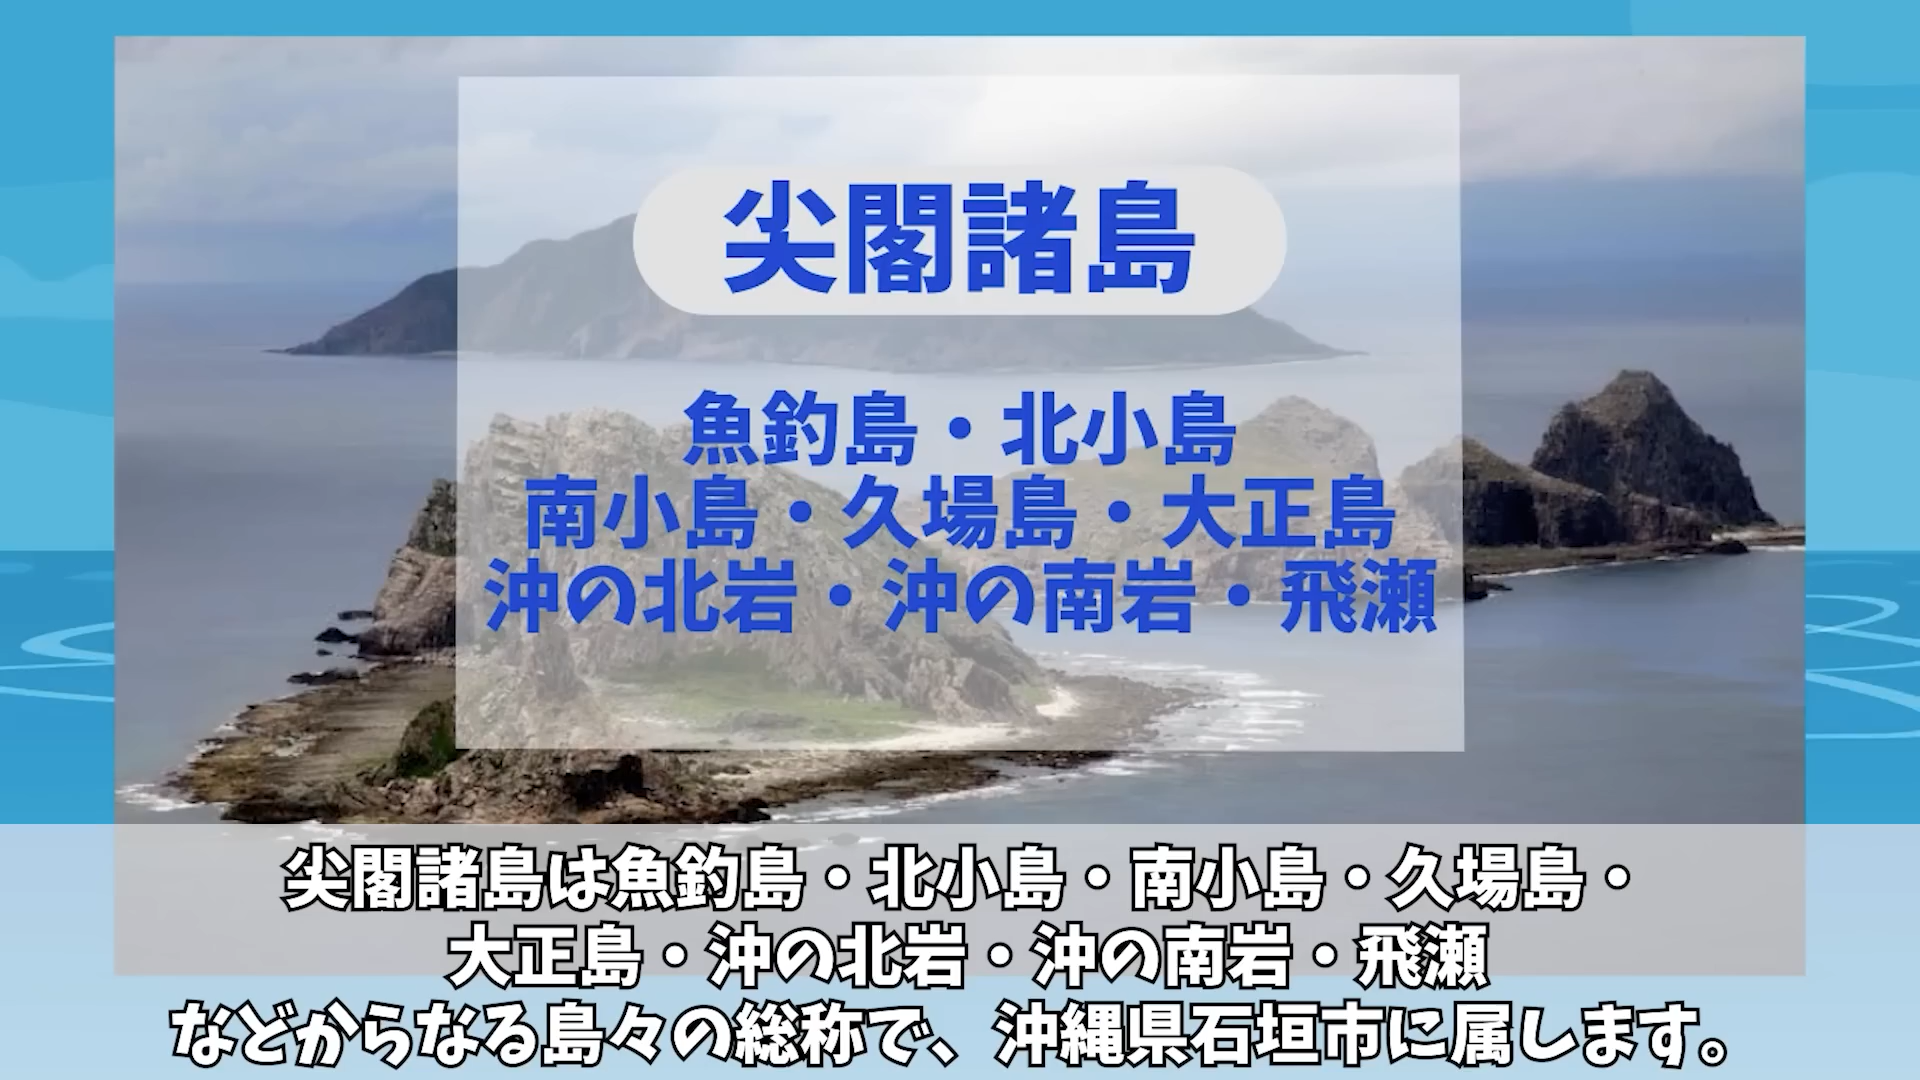 尖閣諸島
魚釣島・北小島
南小島・久場島・大正島
沖の北岩・沖の南岩・飛瀬
尖閣諸島は魚釣島・北小島・南小島・久場島・
大正島・沖の北岩・沖の南岩・飛瀬
などからなる島々の総称で、沖縄県石垣市に属します。